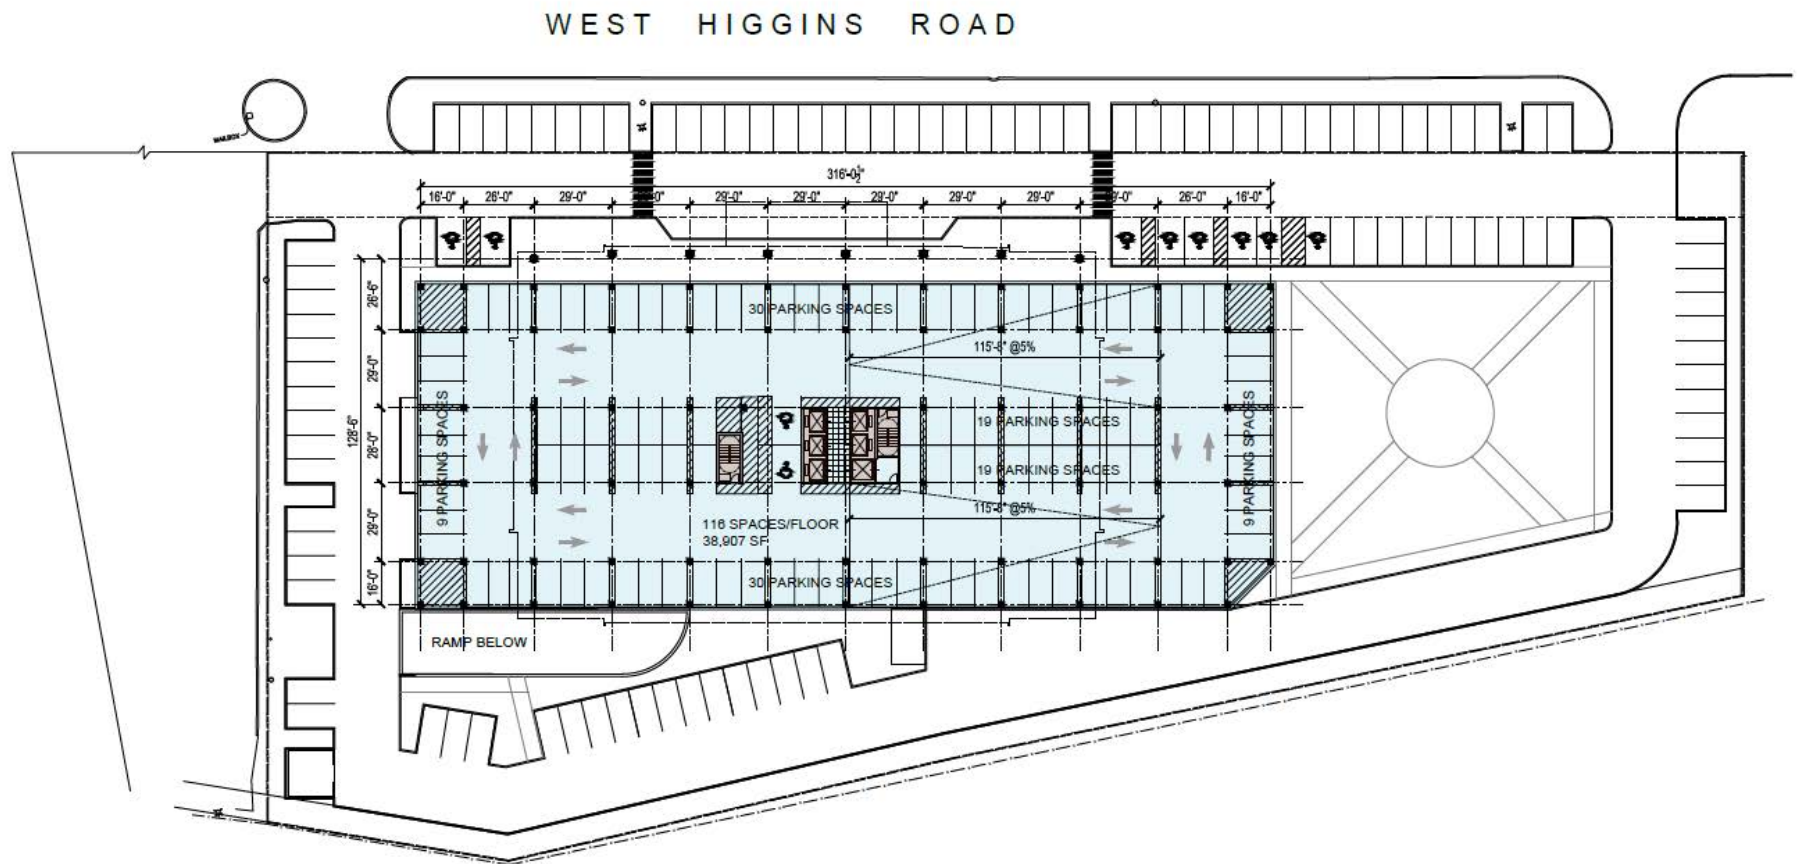 WEST HIGGINS ROAD
MAILBOX
316'-0½"
16'-0" 26'-0" 29'-0" 29'-0" 29'-0" 29'-0" 29'-0" 29'-0" 26'-0" 16'-0"
26'-6"
30 PARKING SPACES
29'-0"
115'-8" @5%
128'-6"
28'-0"
9 PARKING SPACES
19 PARKING SPACES
19 PARKING SPACES
9 PARKING SPACES
29'-0"
115'-8" @5%
116 SPACES/FLOOR
38,907 SF
16'-0"
30 PARKING SPACES
RAMP BELOW